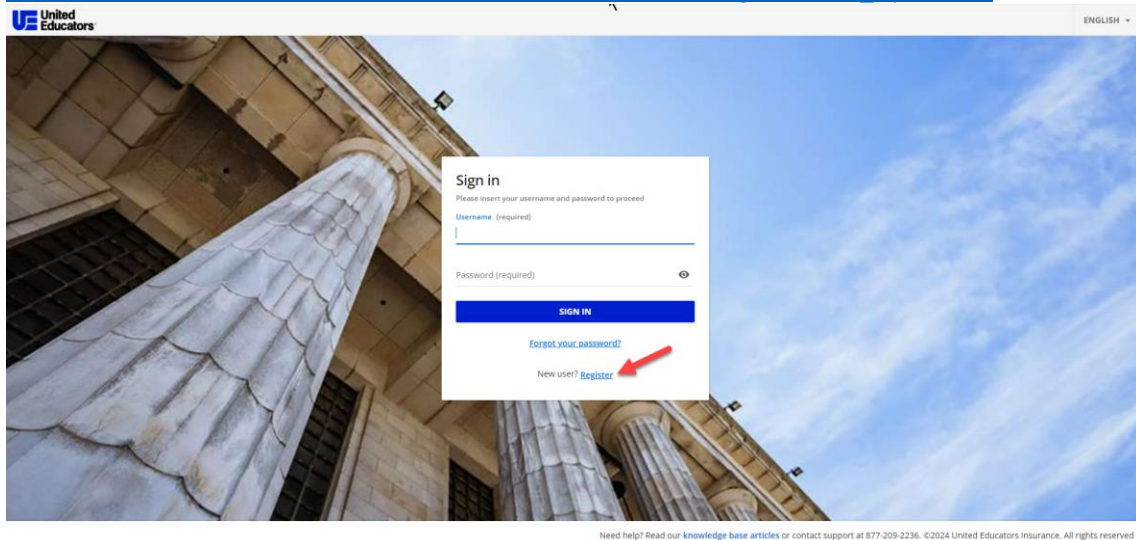 United
Educators
ENGLISH
Sign in
Please insert your username and password to proceed
Username (required)
Password (required)
SIGN IN
Forgot your password?
New user? Register
Need help? Read our knowledge base articles or contact support at 877-209-2236. ©2024 United Educators Insurance, All rights reserved